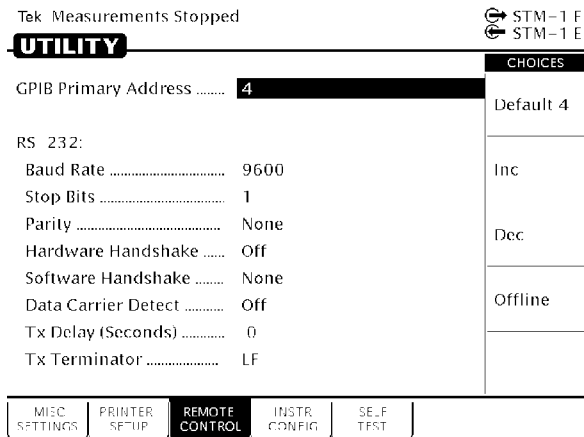 Tek Measurements Stopped
STM-1 E
STM-1 E
UTILITY
CHOICES
GPIB Primary Address ........ 4
Default 4
RS 232:
Baud Rate ............................... 9600
Inc
Stop Bits .................................. 1
Parity ....................................... None
Dec
Hardware Handshake ...... Off
Software Handshake ........ None
Offline
Data Carrier Detect ........... Off
Tx Delay (Seconds) ............ 0
Tx Terminator .................... LF
MISC SETTINGS
PRINTER SETUP
REMOTE CONTROL
INSTR CONFIG
SELF TEST